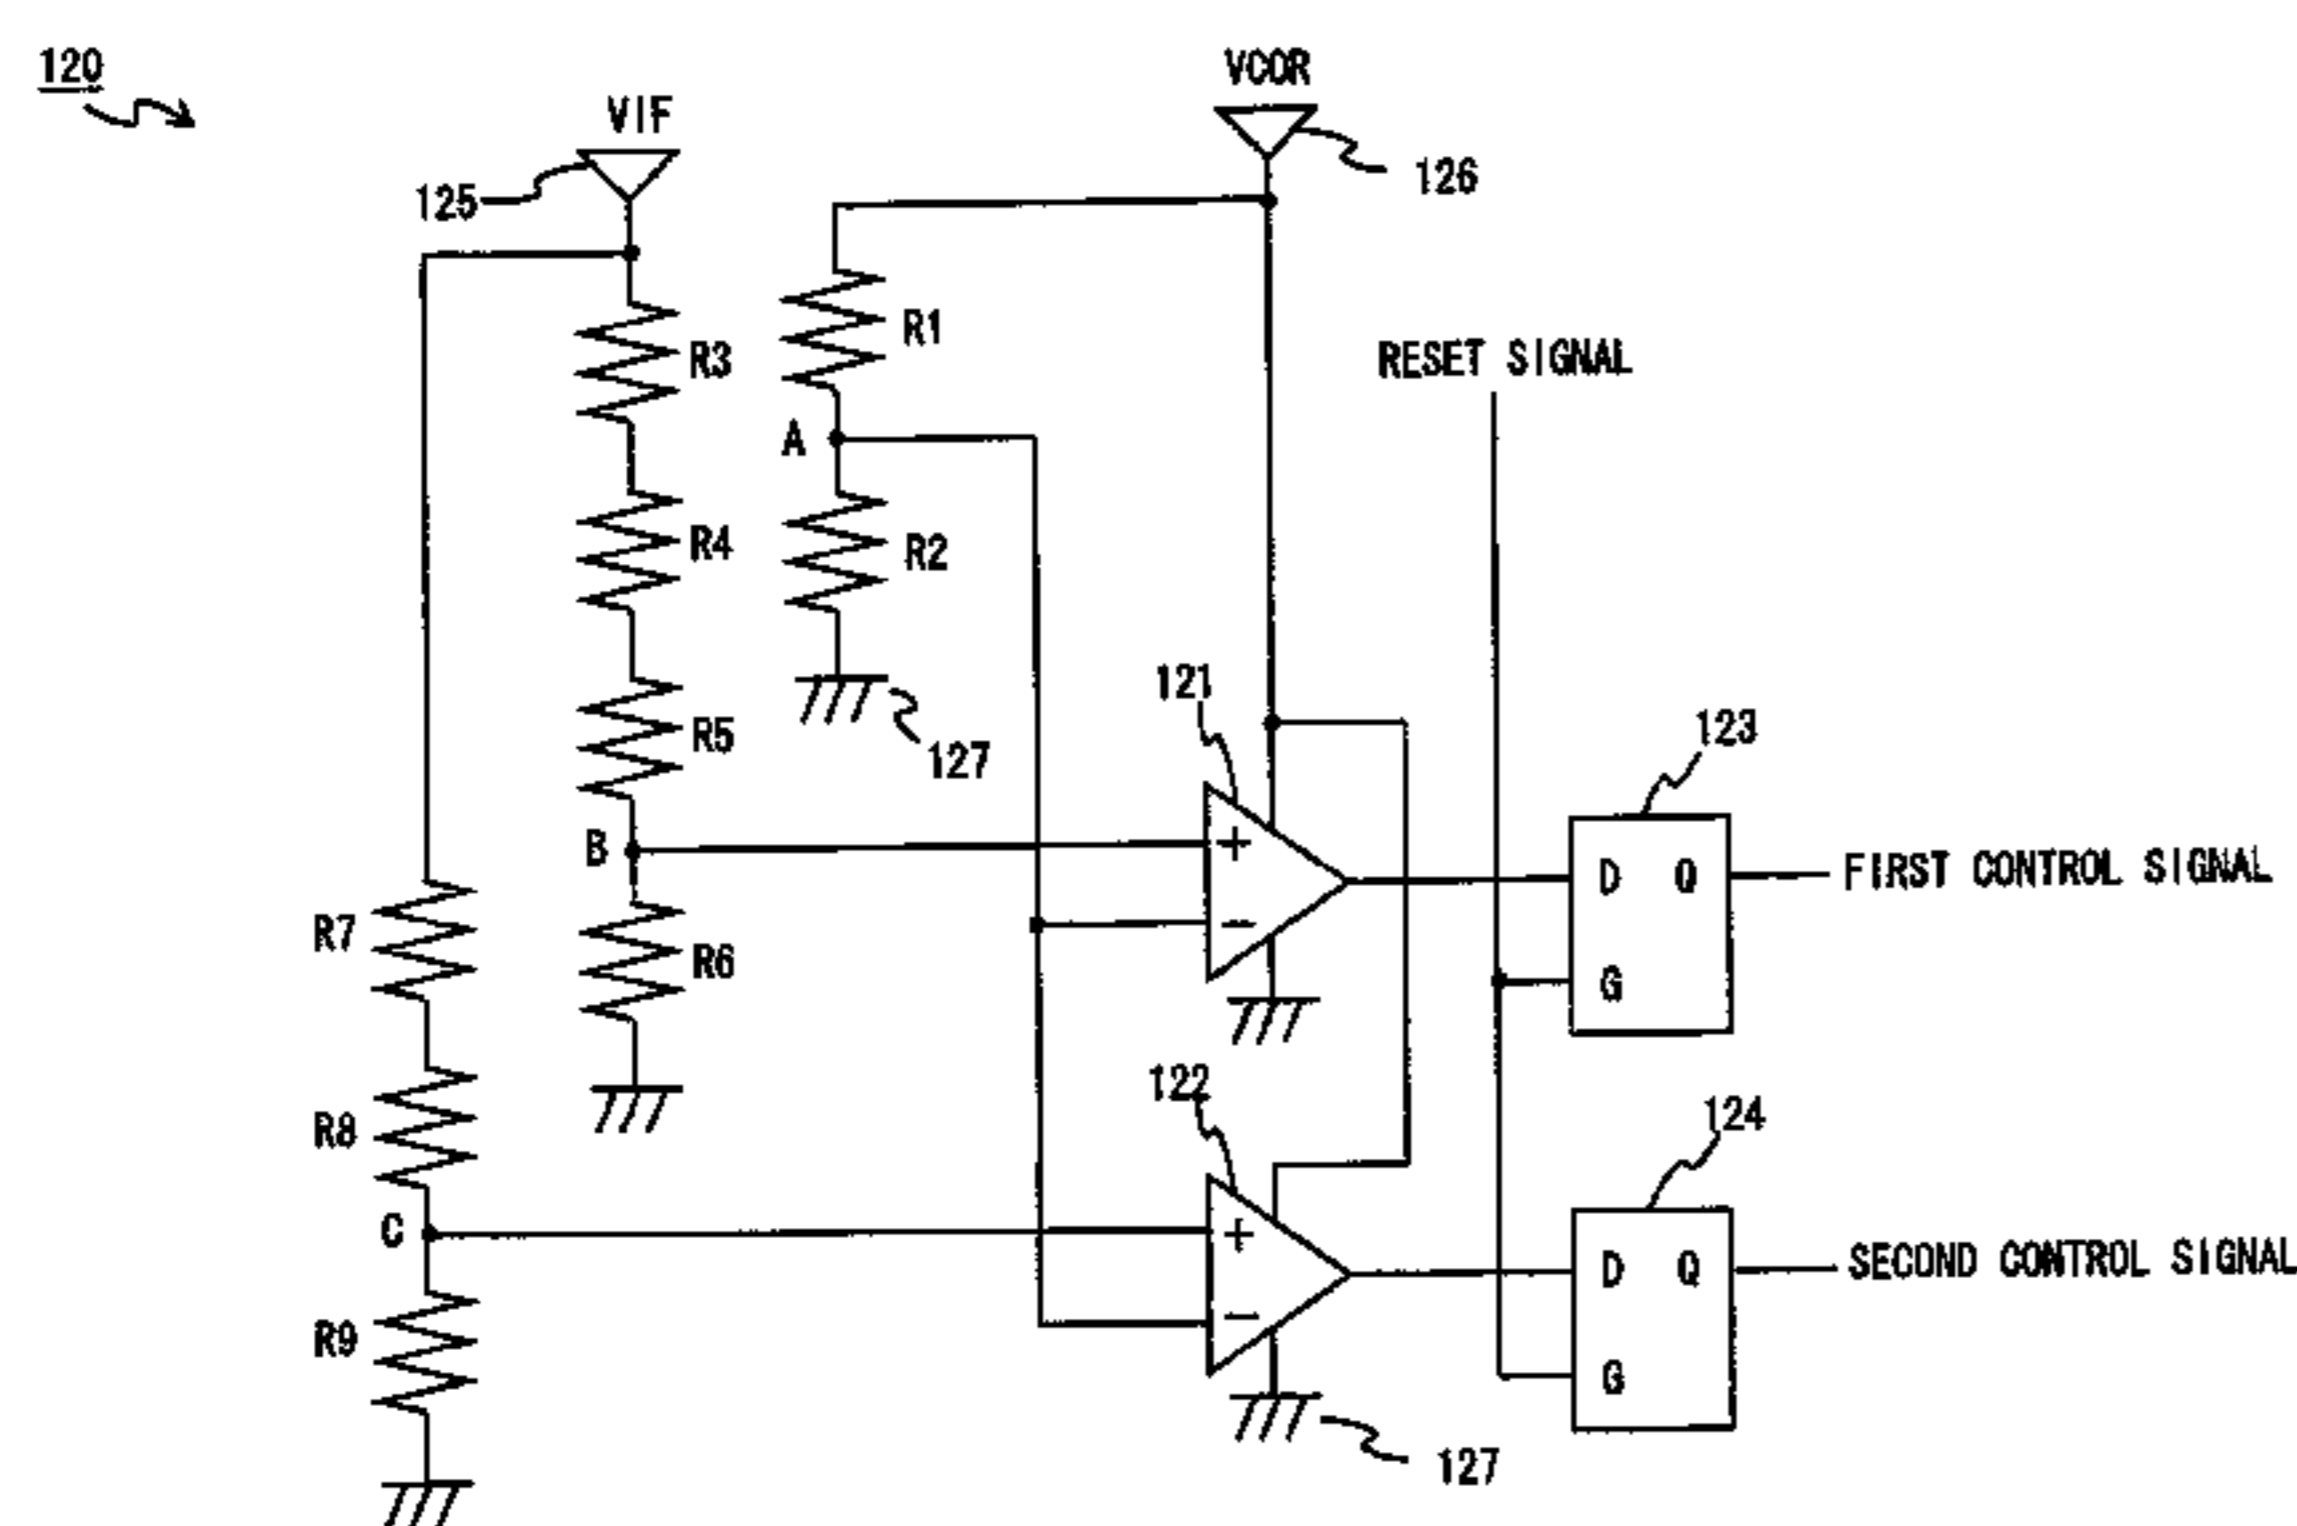 120
VIF
VCOR
125
126
R3
R1
RESET SIGNAL
A
R4
R2
121
R5
127
123
B
+
D Q
FIRST CONTROL SIGNAL
−
R7
R6
G
122
124
R8
C
+
D Q
SECOND CONTROL SIGNAL
−
R9
G
127